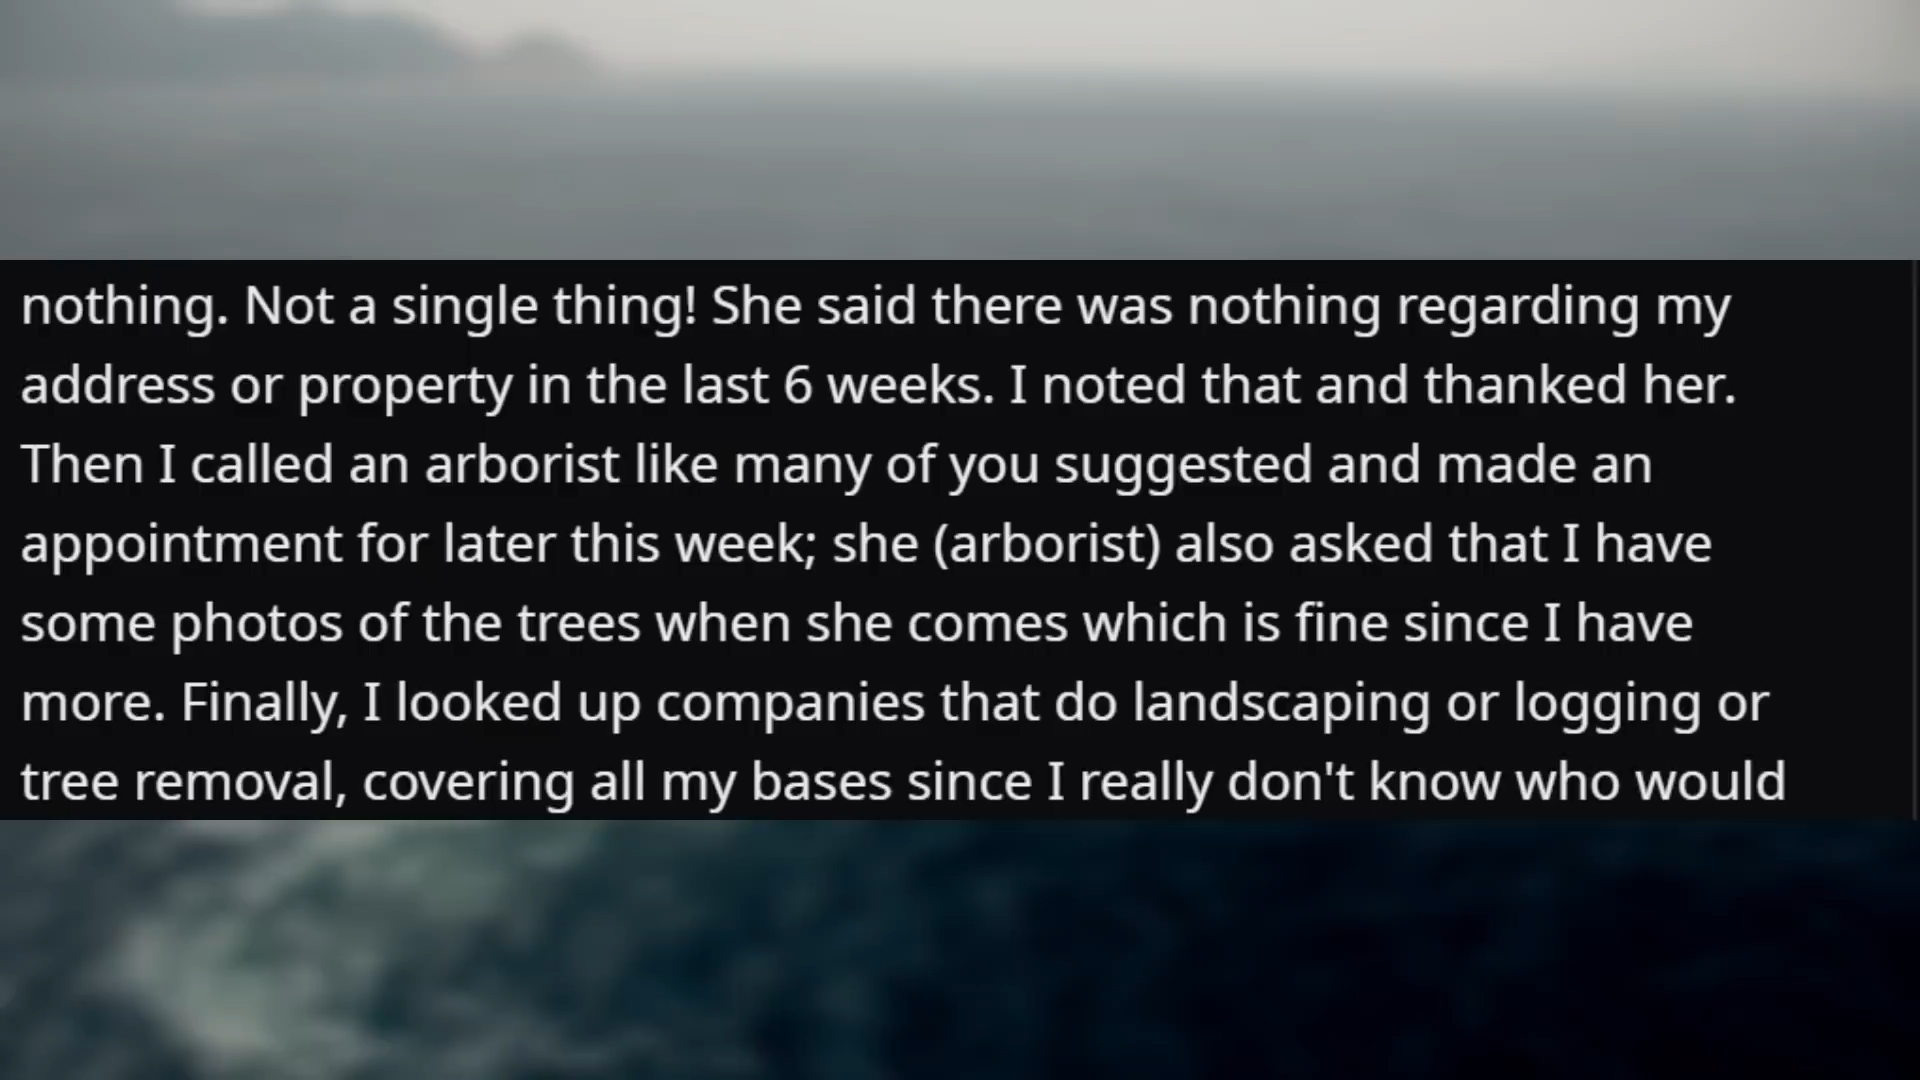 nothing. Not a single thing! She said there was nothing regarding my
address or property in the last 6 weeks. I noted that and thanked her.
Then I called an arborist like many of you suggested and made an
appointment for later this week; she (arborist) also asked that I have
some photos of the trees when she comes which is fine since I have
more. Finally, I looked up companies that do landscaping or logging or
tree removal, covering all my bases since I really don't know who would